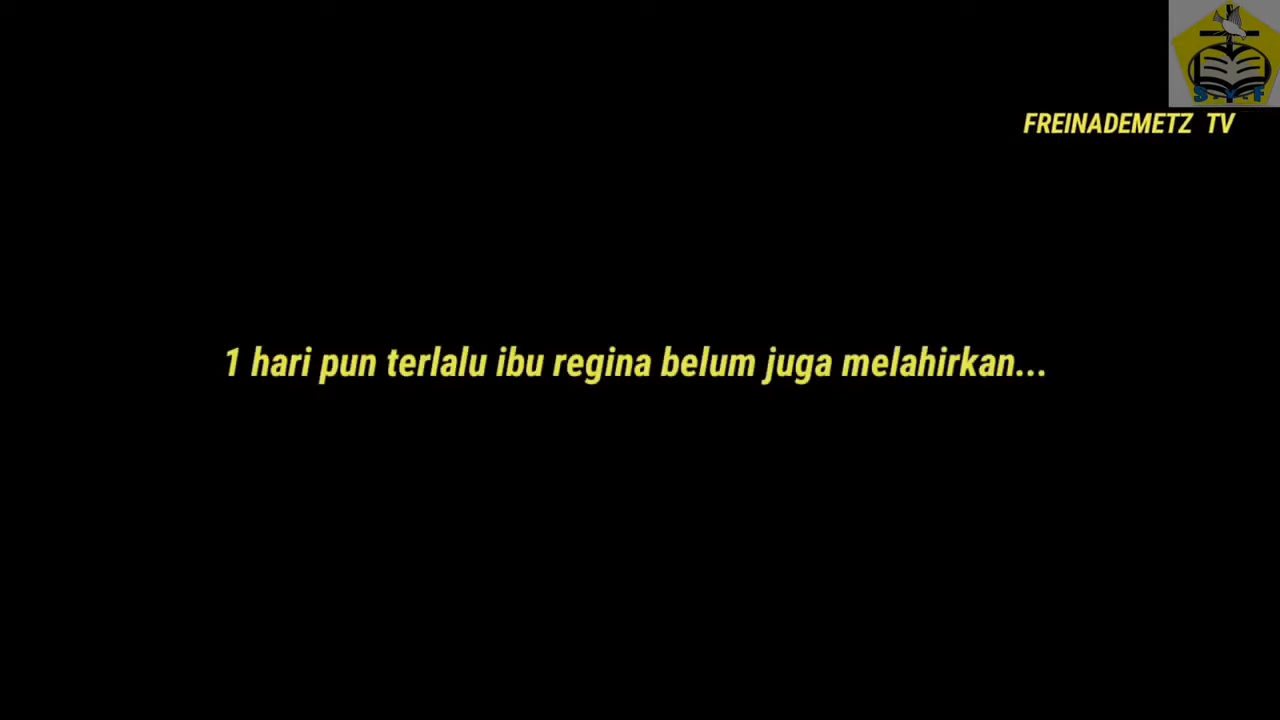 FREINADEMETZ TV
1 hari pun terlalu ibu regina belum juga melahirkan...